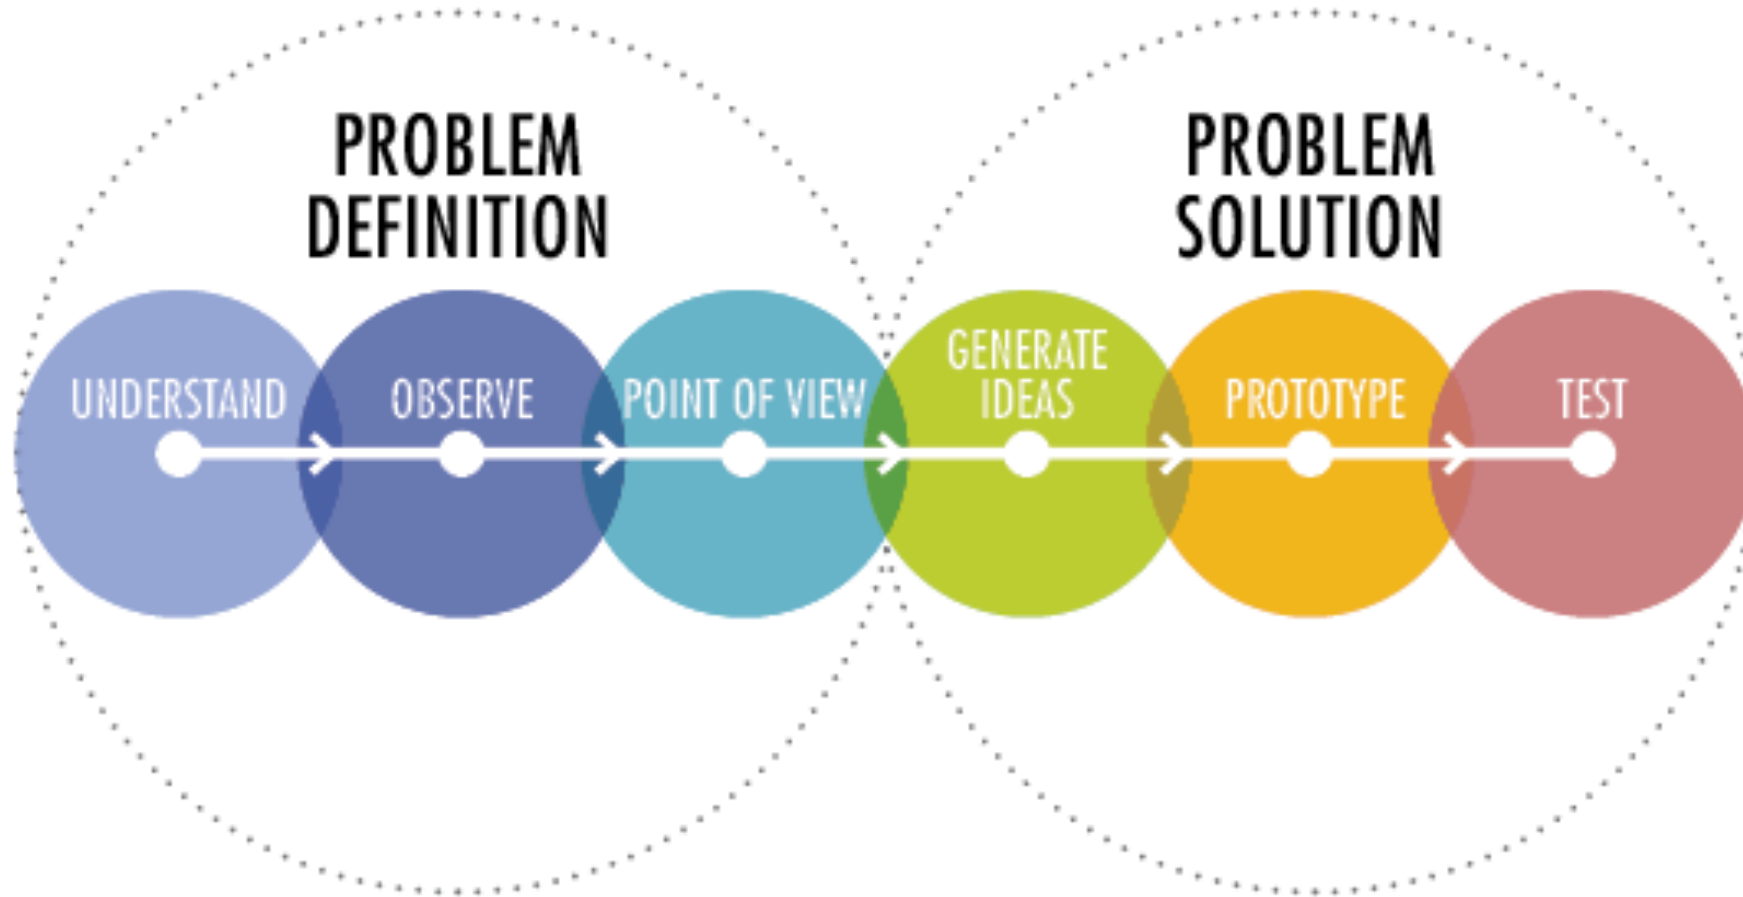 PROBLEM
DEFINITION
PROBLEM
SOLUTION
UNDERSTAND
OBSERVE
POINT OF VIEW
GENERATE
IDEAS
PROTOTYPE
TEST